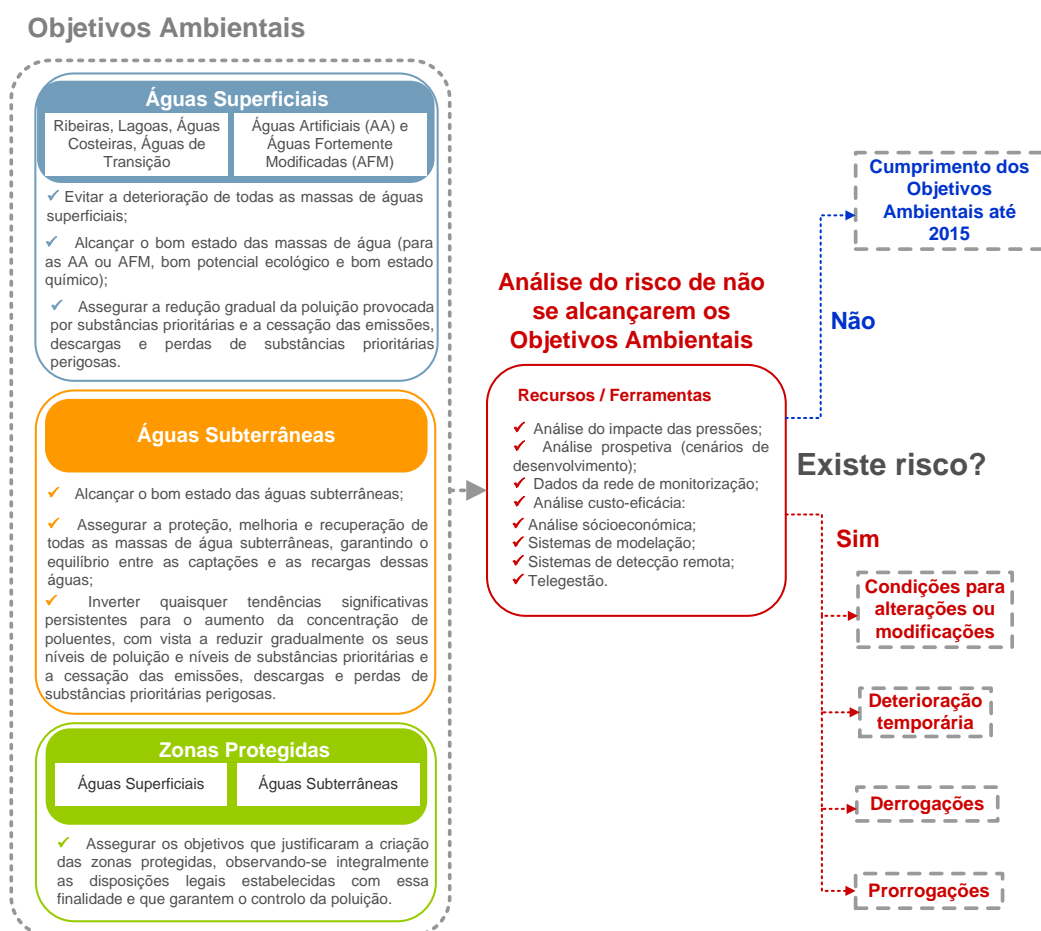 Objetivos Ambientais
Águas Superficiais
Ribeiras, Lagoas, Águas
Costeiras, Águas de
Transição
Águas Artificiais (AA) e
Águas Fortemente
Modificadas (AFM)
✓ Evitar a deterioração de todas as massas de águas
superficiais;
✓ Alcançar o bom estado das massas de água (para
as AA ou AFM, bom potencial ecológico e bom estado
químico);
✓ Assegurar a redução gradual da poluição provocada
por substâncias prioritárias e a cessação das emissões,
descargas e perdas de substâncias prioritárias
perigosas.
Águas Subterrâneas
✓ Alcançar o bom estado das águas subterrâneas;
✓ Assegurar a proteção, melhoria e recuperação de
todas as massas de água subterrâneas, garantindo o
equilíbrio entre as captações e as recargas dessas
águas;
✓ Inverter quaisquer tendências significativas
persistentes para o aumento da concentração de
poluentes, com vista a reduzir gradualmente os seus
níveis de poluição e níveis de substâncias prioritárias e
a cessação das emissões, descargas e perdas de
substâncias prioritárias perigosas.
Zonas Protegidas
Águas Superficiais
Águas Subterrâneas
✓ Assegurar os objetivos que justificaram a criação
das zonas protegidas, observando-se integralmente
as disposições legais estabelecidas com essa
finalidade e que garantem o controlo da poluição.
Análise do risco de não
se alcançarem os
Objetivos Ambientais
Recursos / Ferramentas
✓ Análise do impacte das pressões;
✓ Análise prospetiva (cenários de
desenvolvimento);
✓ Dados da rede de monitorização;
✓ Análise custo-eficácia:
✓ Análise sócioeconómica;
✓ Sistemas de modelação;
✓ Sistemas de detecção remota;
✓ Telegestão.
Existe risco?
Não
Cumprimento dos
Objetivos
Ambientais até
2015
Sim
Condições para
alterações ou
modificações
Deterioração
temporária
Derrogações
Prorrogações